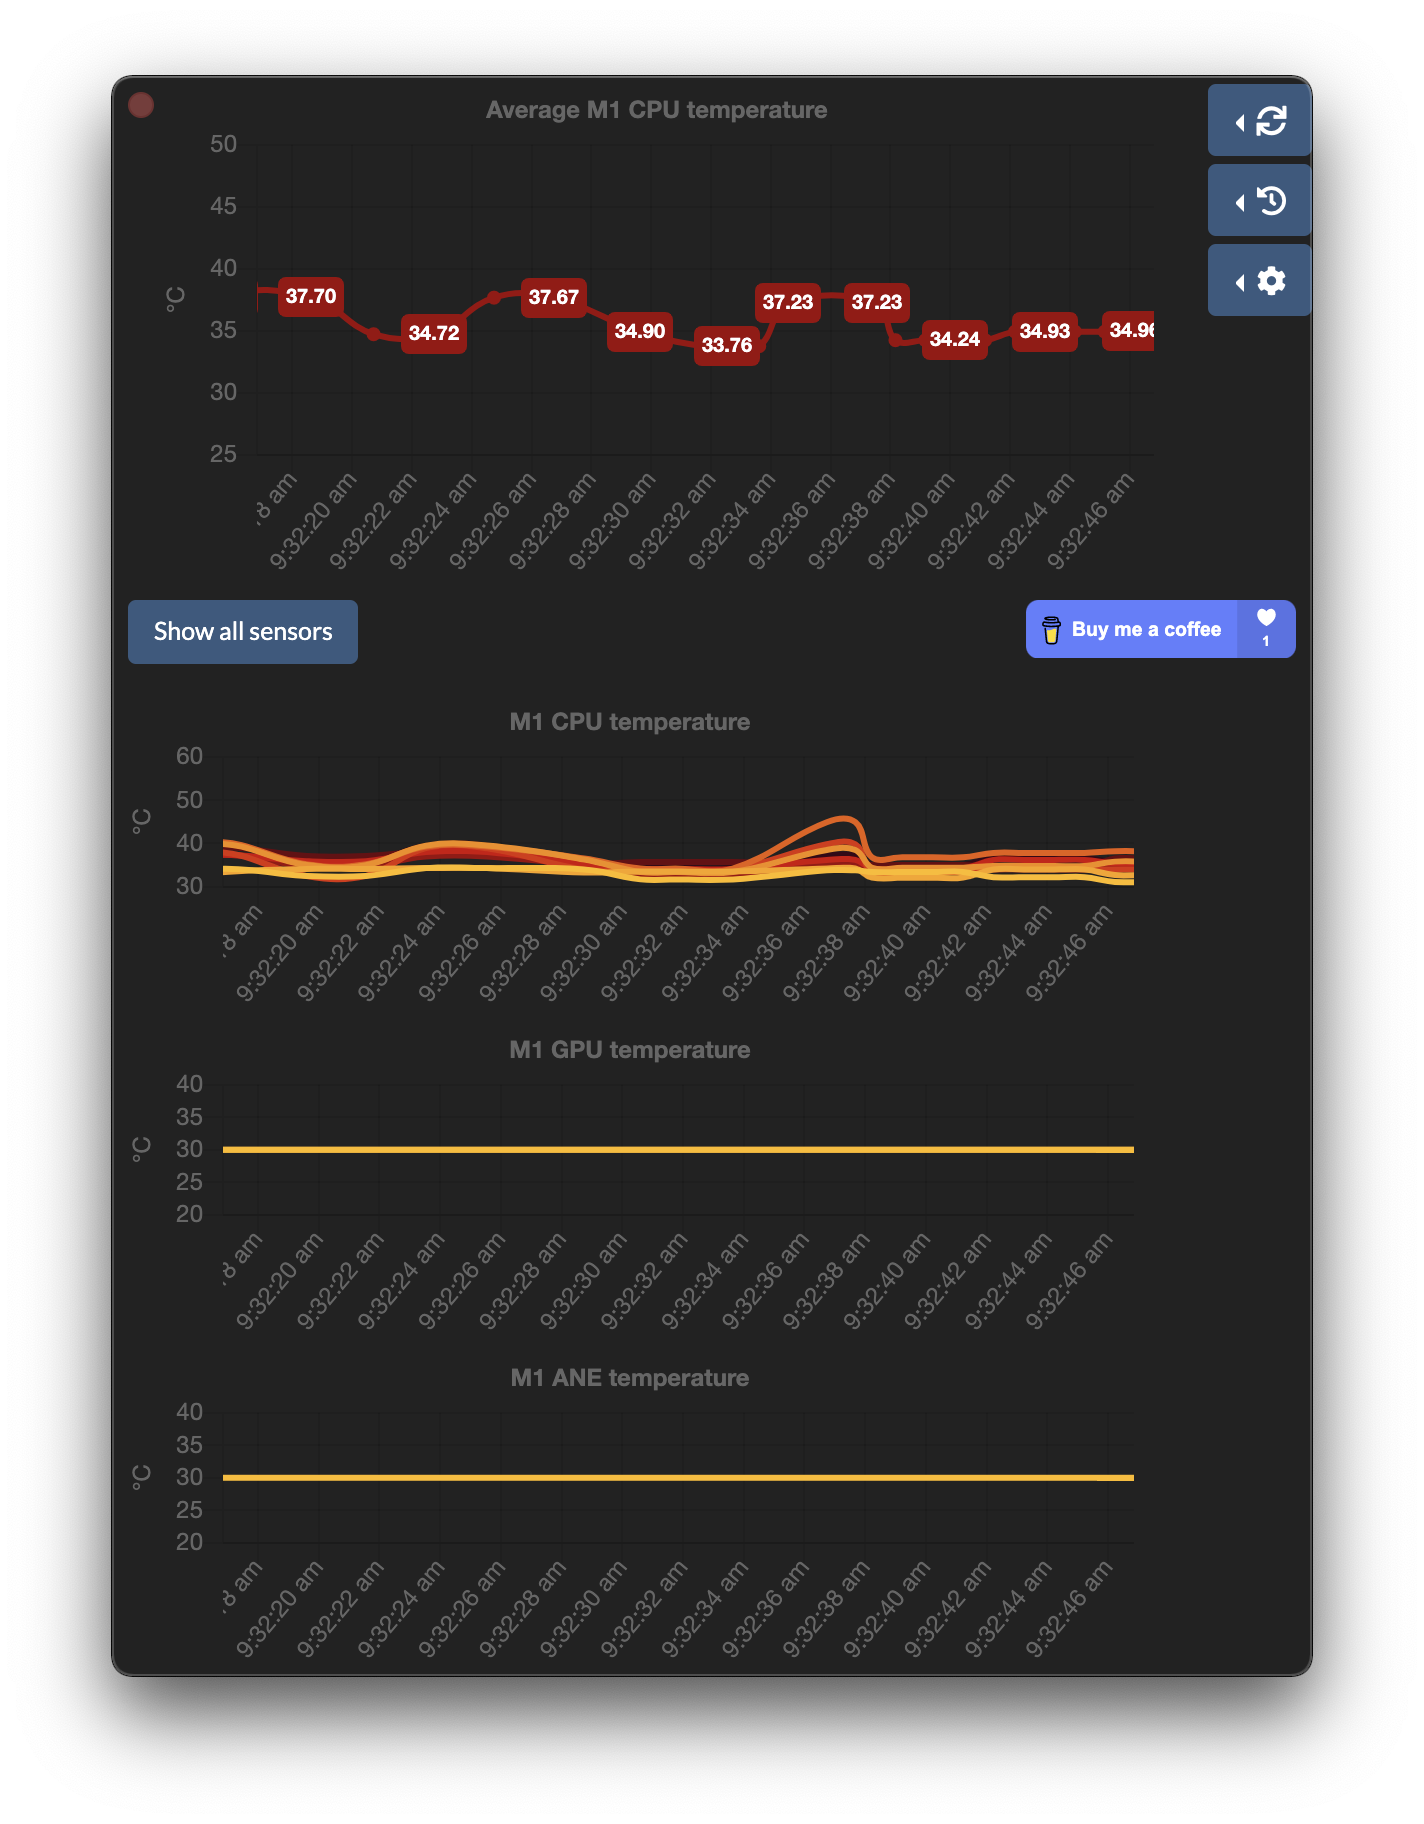 Average M1 CPU temperature
50
45
40
35
30
25
°C
37.70
34.72
37.67
34.90
33.76
37.23
37.23
34.24
34.93
34.96
8 am
9:32:20 am
9:32:22 am
9:32:24 am
9:32:26 am
9:32:28 am
9:32:30 am
9:32:32 am
9:32:34 am
9:32:36 am
9:32:38 am
9:32:40 am
9:32:42 am
9:32:44 am
9:32:46 am
Show all sensors
Buy me a coffee
1
M1 CPU temperature
60
50
40
30
°C
8 am
9:32:20 am
9:32:22 am
9:32:24 am
9:32:26 am
9:32:28 am
9:32:30 am
9:32:32 am
9:32:34 am
9:32:36 am
9:32:38 am
9:32:40 am
9:32:42 am
9:32:44 am
9:32:46 am
M1 GPU temperature
40
35
30
25
20
°C
8 am
9:32:20 am
9:32:22 am
9:32:24 am
9:32:26 am
9:32:28 am
9:32:30 am
9:32:32 am
9:32:34 am
9:32:36 am
9:32:38 am
9:32:40 am
9:32:42 am
9:32:44 am
9:32:46 am
M1 ANE temperature
40
35
30
25
20
°C
8 am
9:32:20 am
9:32:22 am
9:32:24 am
9:32:26 am
9:32:28 am
9:32:30 am
9:32:32 am
9:32:34 am
9:32:36 am
9:32:38 am
9:32:40 am
9:32:42 am
9:32:44 am
9:32:46 am